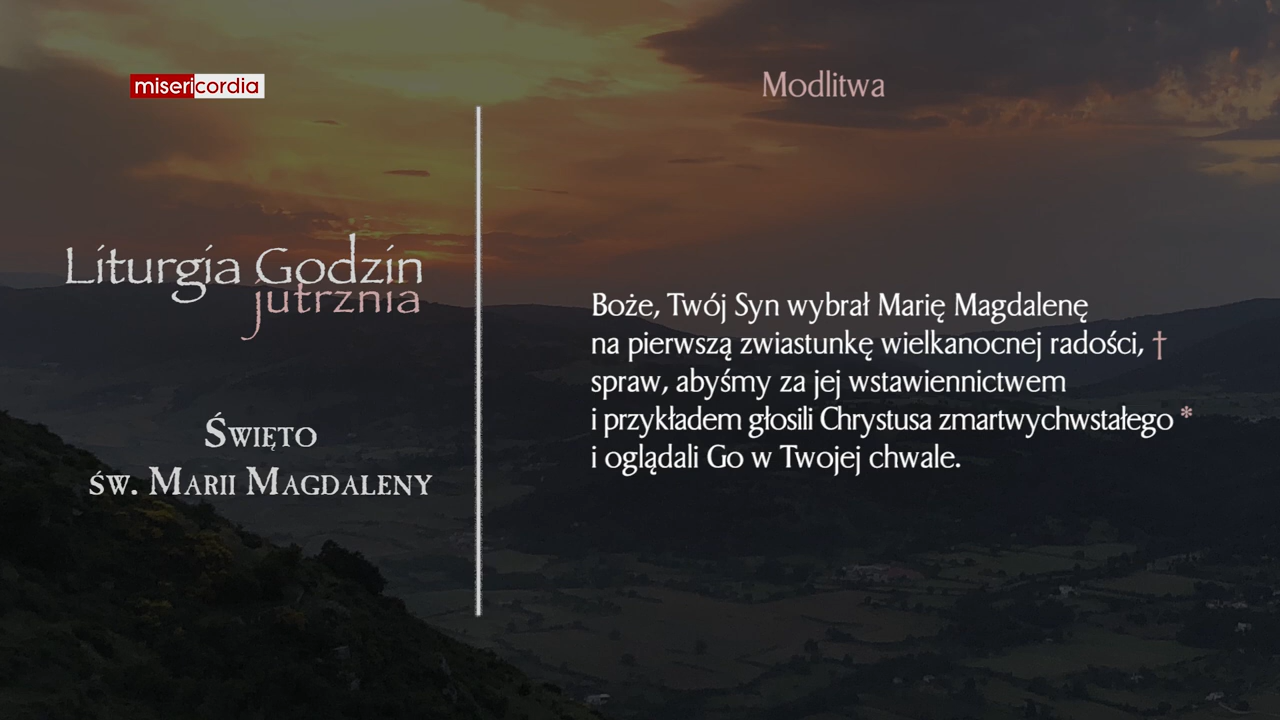 misericordia
Liturgia Godzin
jutrznia
Święto
św. Marii Magdaleny
Modlitwa
Boże, Twój Syn wybrał Marię Magdalenę
na pierwszą zwiastunkę wielkanocnej radości, †
spraw, abyśmy za jej wstawiennictwem
i przykładem głosili Chrystusa zmartwychwstałego *
i oglądali Go w Twojej chwale.